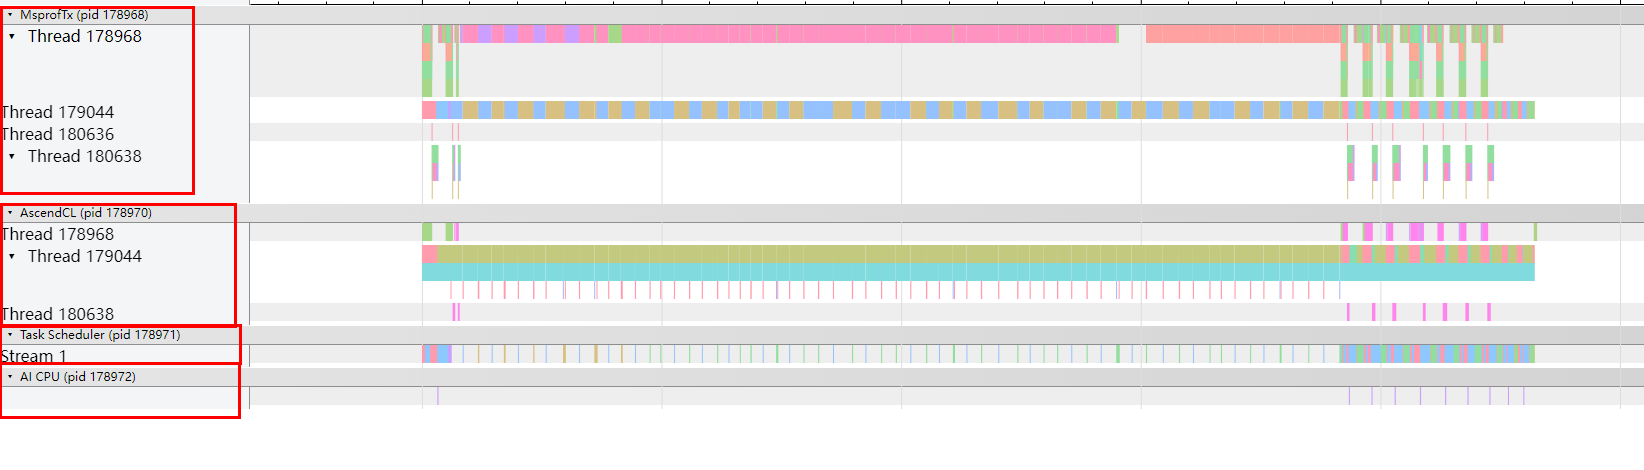 MsprofTx (pid 178968)
Thread 178968
Thread 179044
Thread 180636
Thread 180638
AscendCL (pid 178970)
Thread 178968
Thread 179044
Thread 180638
Task Scheduler (pid 178971)
Stream 1
AI CPU (pid 178972)